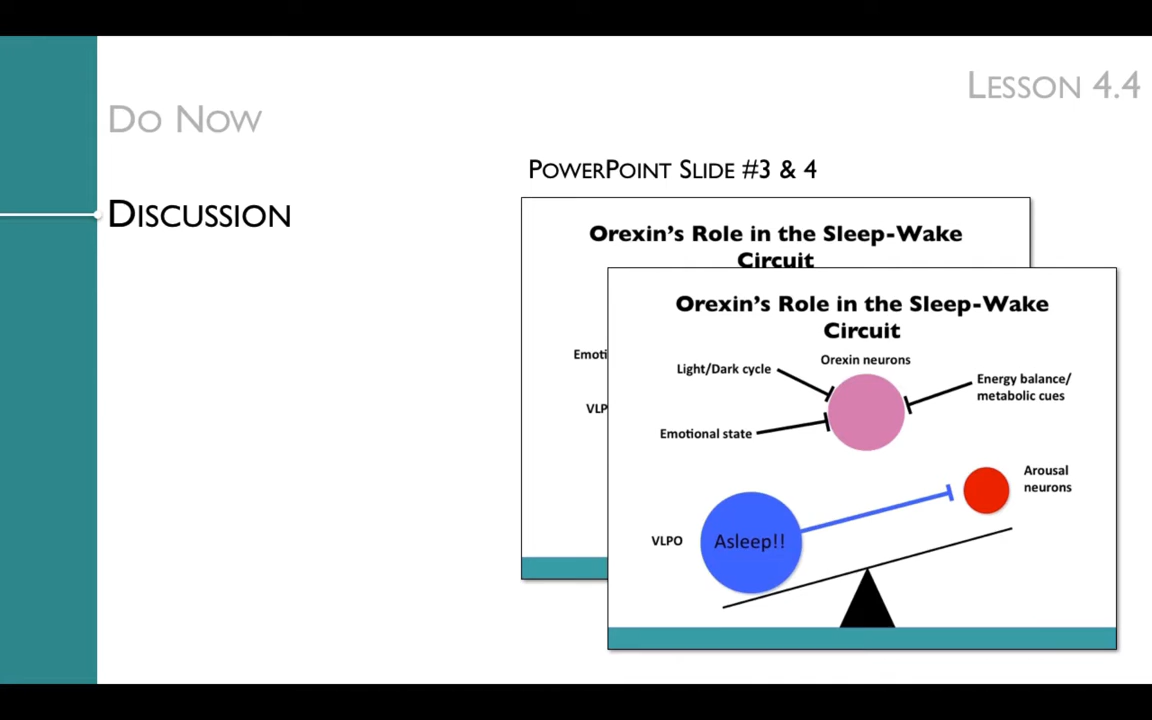 LESSON 4.4
DO NOW
DISCUSSION
POWERPOINT SLIDE #3 & 4
Orexin's Role in the Sleep-Wake
Circuit
Emoti
VLP
Orexin's Role in the Sleep-Wake
Circuit
Orexin neurons
Light/Dark cycle
Energy balance/
metabolic cues
Emotional state
Arousal
neurons
VLPO
Asleep!!